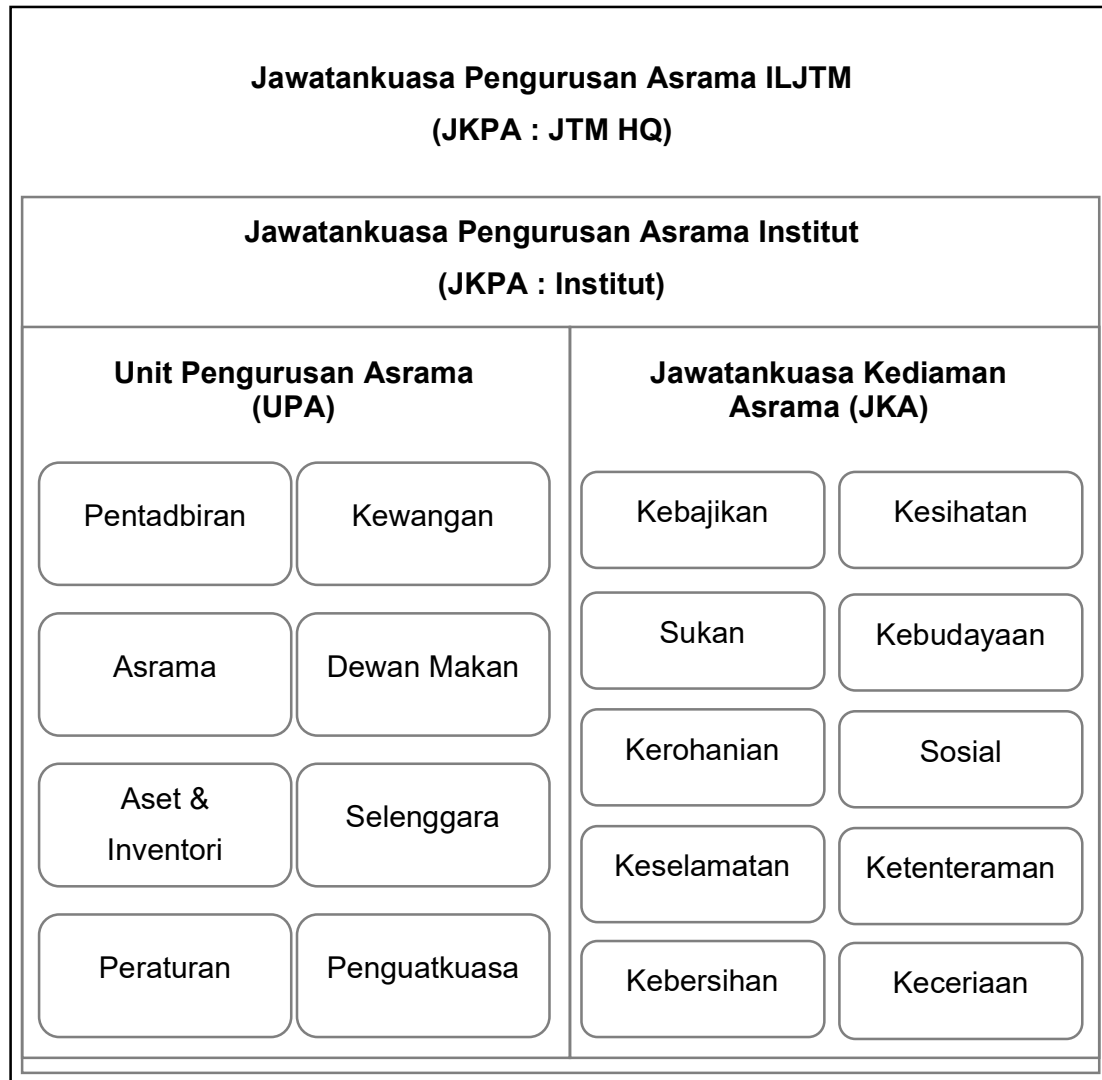 Jawatankuasa Pengurusan Asrama ILJTM
(JKPA : JTM HQ)
Jawatankuasa Pengurusan Asrama Institut
(JKPA : Institut)
Unit Pengurusan Asrama
(UPA)
Pentadbiran
Kewangan
Asrama
Dewan Makan
Aset &
Inventori
Selenggara
Peraturan
Penguatkuasa
Jawatankuasa Kediaman
Asrama (JKA)
Kebajikan
Kesihatan
Sukan
Kebudayaan
Kerohanian
Sosial
Keselamatan
Ketenteraman
Kebersihan
Keceriaan